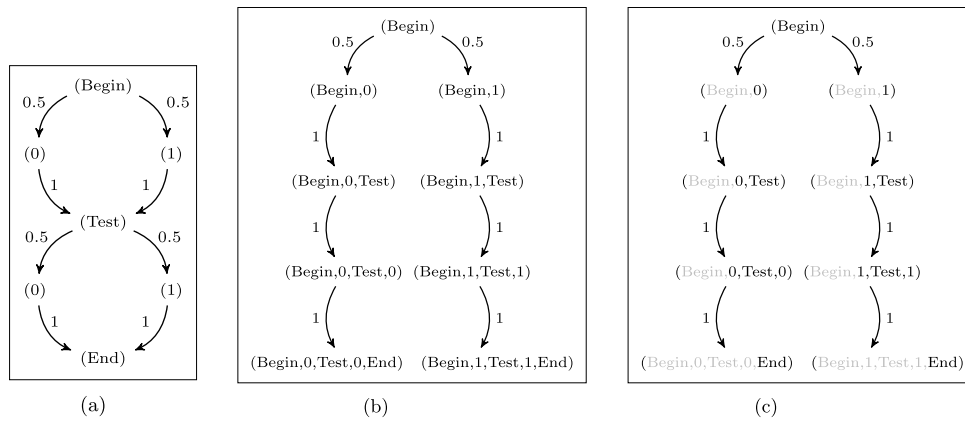 (Begin)
0.5 0.5
(0) (1)
1 1
(Test)
0.5 0.5
(0) (1)
1 1
(End)
(a)
(Begin)
0.5 0.5
(Begin,0) (Begin,1)
1 1
(Begin,0,Test) (Begin,1,Test)
1 1
(Begin,0,Test,0) (Begin,1,Test,1)
1 1
(Begin,0,Test,0,End) (Begin,1,Test,1,End)
(b)
(Begin)
0.5 0.5
(Begin,0) (Begin,1)
1 1
(Begin,0,Test) (Begin,1,Test)
1 1
(Begin,0,Test,0) (Begin,1,Test,1)
1 1
(Begin,0,Test,0,End) (Begin,1,Test,1,End)
(c)